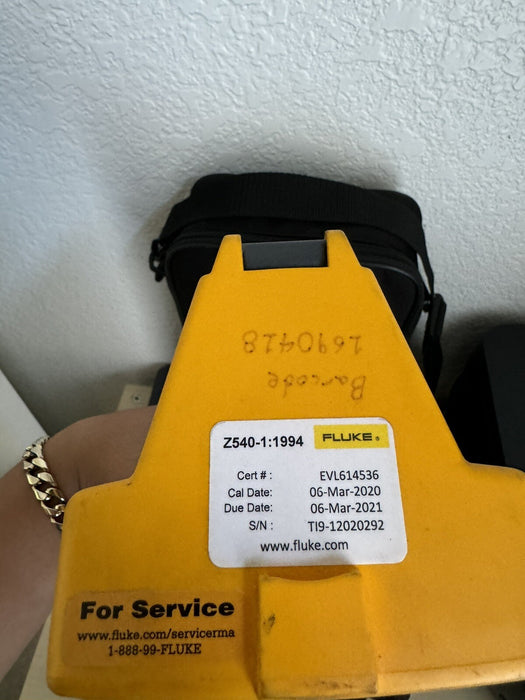 Barcode
Z540-1:1994 FLUKE®
Cert # : EVL614536
Cal Date: 06-Mar-2020
Due Date: 06-Mar-2021
S/N : TI9-12020292
www.fluke.com
For Service
www.fluke.com/servicerma
1-888-99-FLUKE